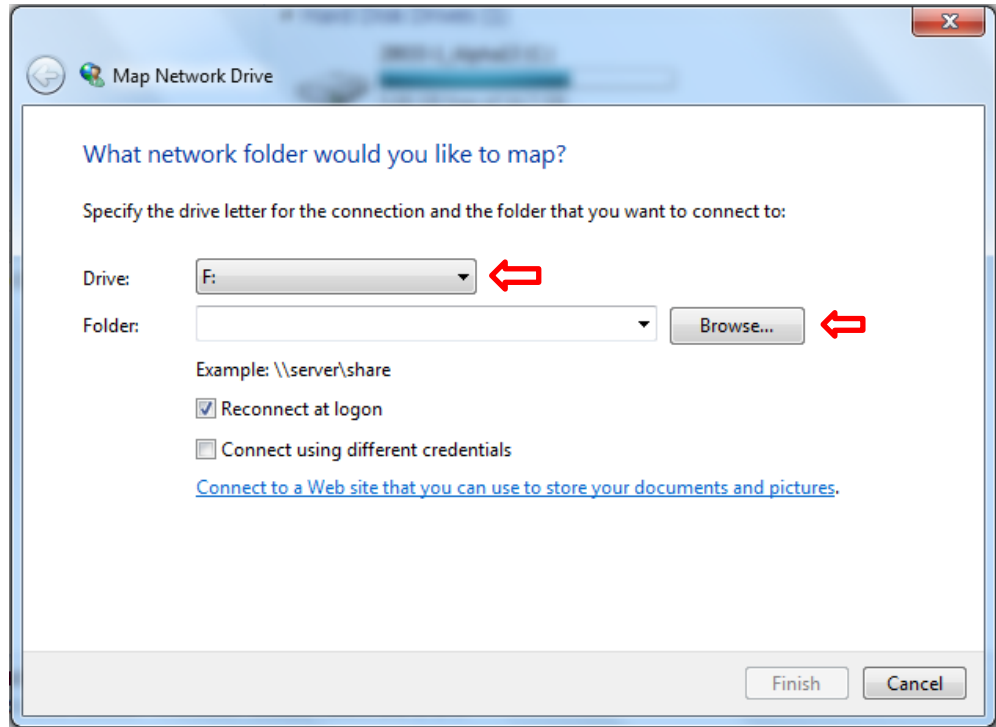 Map Network Drive
What network folder would you like to map?
Specify the drive letter for the connection and the folder that you want to connect to:
Drive: F:
Folder: Browse...
Example: \\server\share
Reconnect at logon
Connect using different credentials
Connect to a Web site that you can use to store your documents and pictures.
Finish Cancel